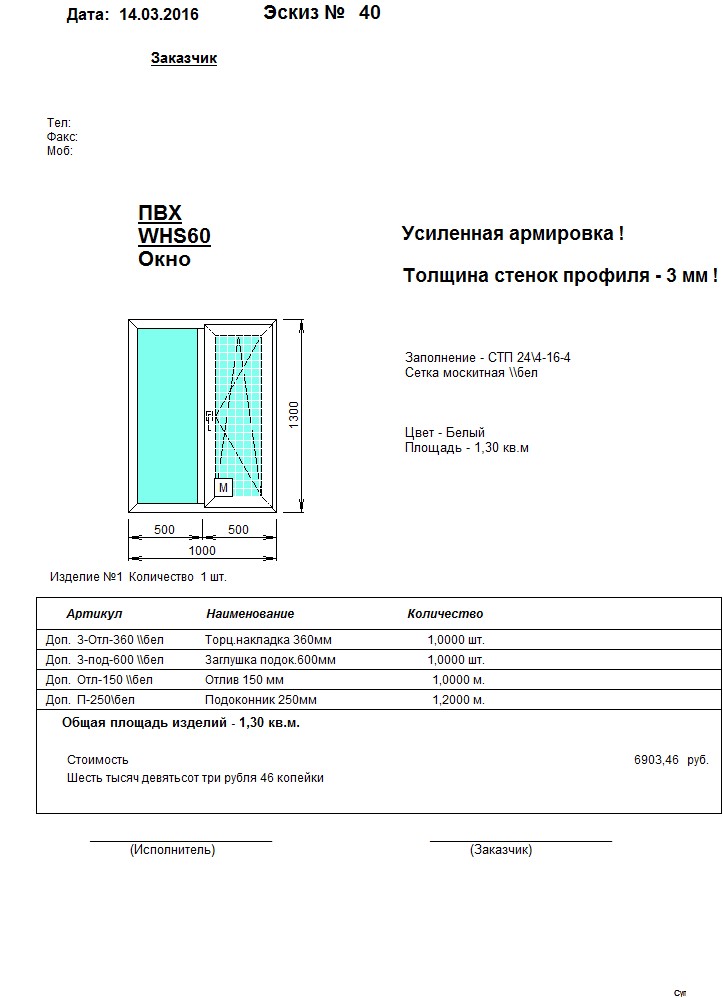 Дата: 14.03.2016 Эскиз № 40
Заказчик
Тел:
Факс:
Моб:
ПВХ
WHS60
Окно
Усиленная армировка !
Толщина стенок профиля - 3 мм !
Заполнение - СТП 24\4-16-4
Сетка москитная \\бел
Цвет - Белый
Площадь - 1,30 кв.м
1300
М
500 500
1000
Изделие №1 Количество 1 шт.
Артикул Наименование Количество
Доп. З-Отл-360 \\бел Торц.накладка 360мм 1,0000 шт.
Доп. З-под-600 \\бел Заглушка подок.600мм 1,0000 шт.
Доп. Отл-150 \\бел Отлив 150 мм 1,0000 м.
Доп. П-250\бел Подоконник 250мм 1,2000 м.
Общая площадь изделий - 1,30 кв.м.
Стоимость 6903,46 руб.
Шесть тысяч девятьсот три рубля 46 копейки
(Исполнитель) (Заказчик)